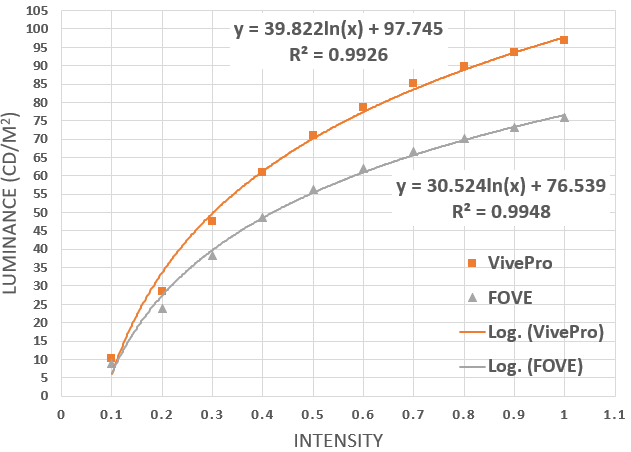 105
100
95
90
85
80
75
70
65
60
55
50
45
40
35
30
25
20
15
10
5
0
LUMINANCE (CD/M²)
y = 39.822ln(x) + 97.745
R² = 0.9926
y = 30.524ln(x) + 76.539
R² = 0.9948
VivePro
FOVE
Log. (VivePro)
Log. (FOVE)
0 0.1 0.2 0.3 0.4 0.5 0.6 0.7 0.8 0.9 1 1.1
INTENSITY